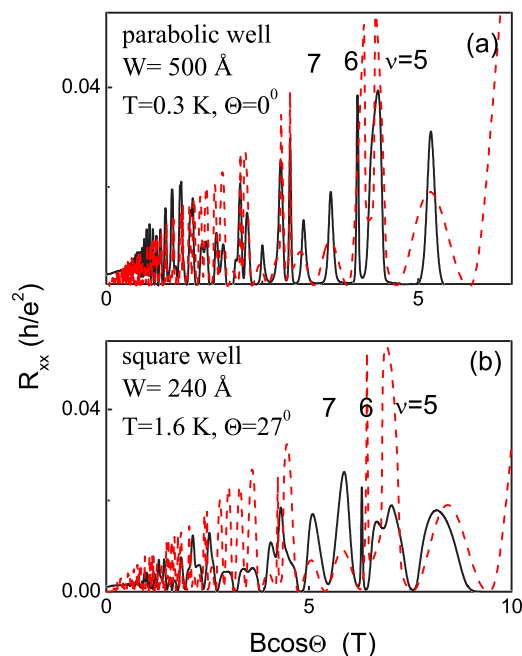 parabolic well (a)
W= 500 Å 7 6 ν=5
T=0.3 K, Θ=0⁰
0.04
0 5
R_xx (h/e²)
square well (b)
W= 240 Å
T=1.6 K, Θ=27⁰
7 6 ν=5
0.04
0.00
0 5 10
BcosΘ (T)